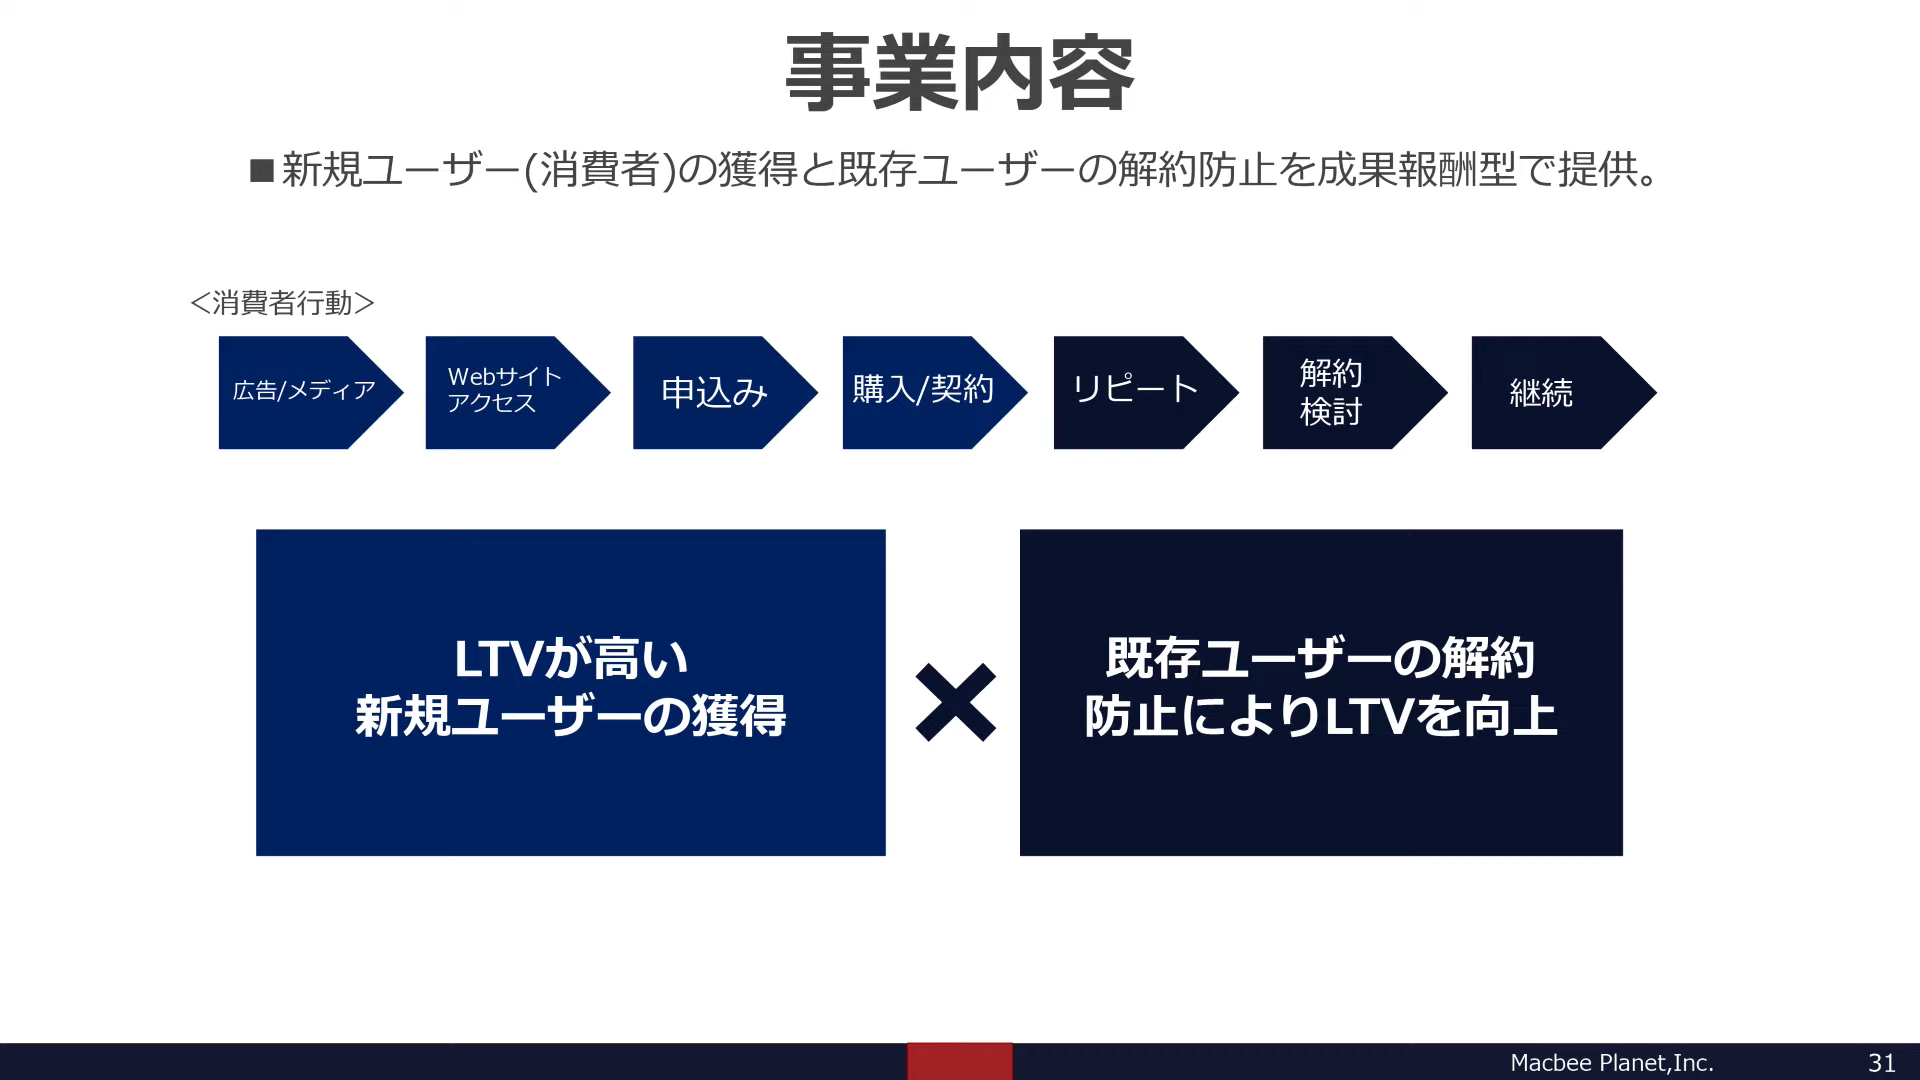 事業内容
■新規ユーザー(消費者)の獲得と既存ユーザーの解約防止を成果報酬型で提供。
＜消費者行動＞
広告/メディア
Webサイト
アクセス
申込み
購入/契約
リピート
解約
検討
継続
LTVが高い
新規ユーザーの獲得
×
既存ユーザーの解約
防止によりLTVを向上
Macbee Planet,Inc.
31